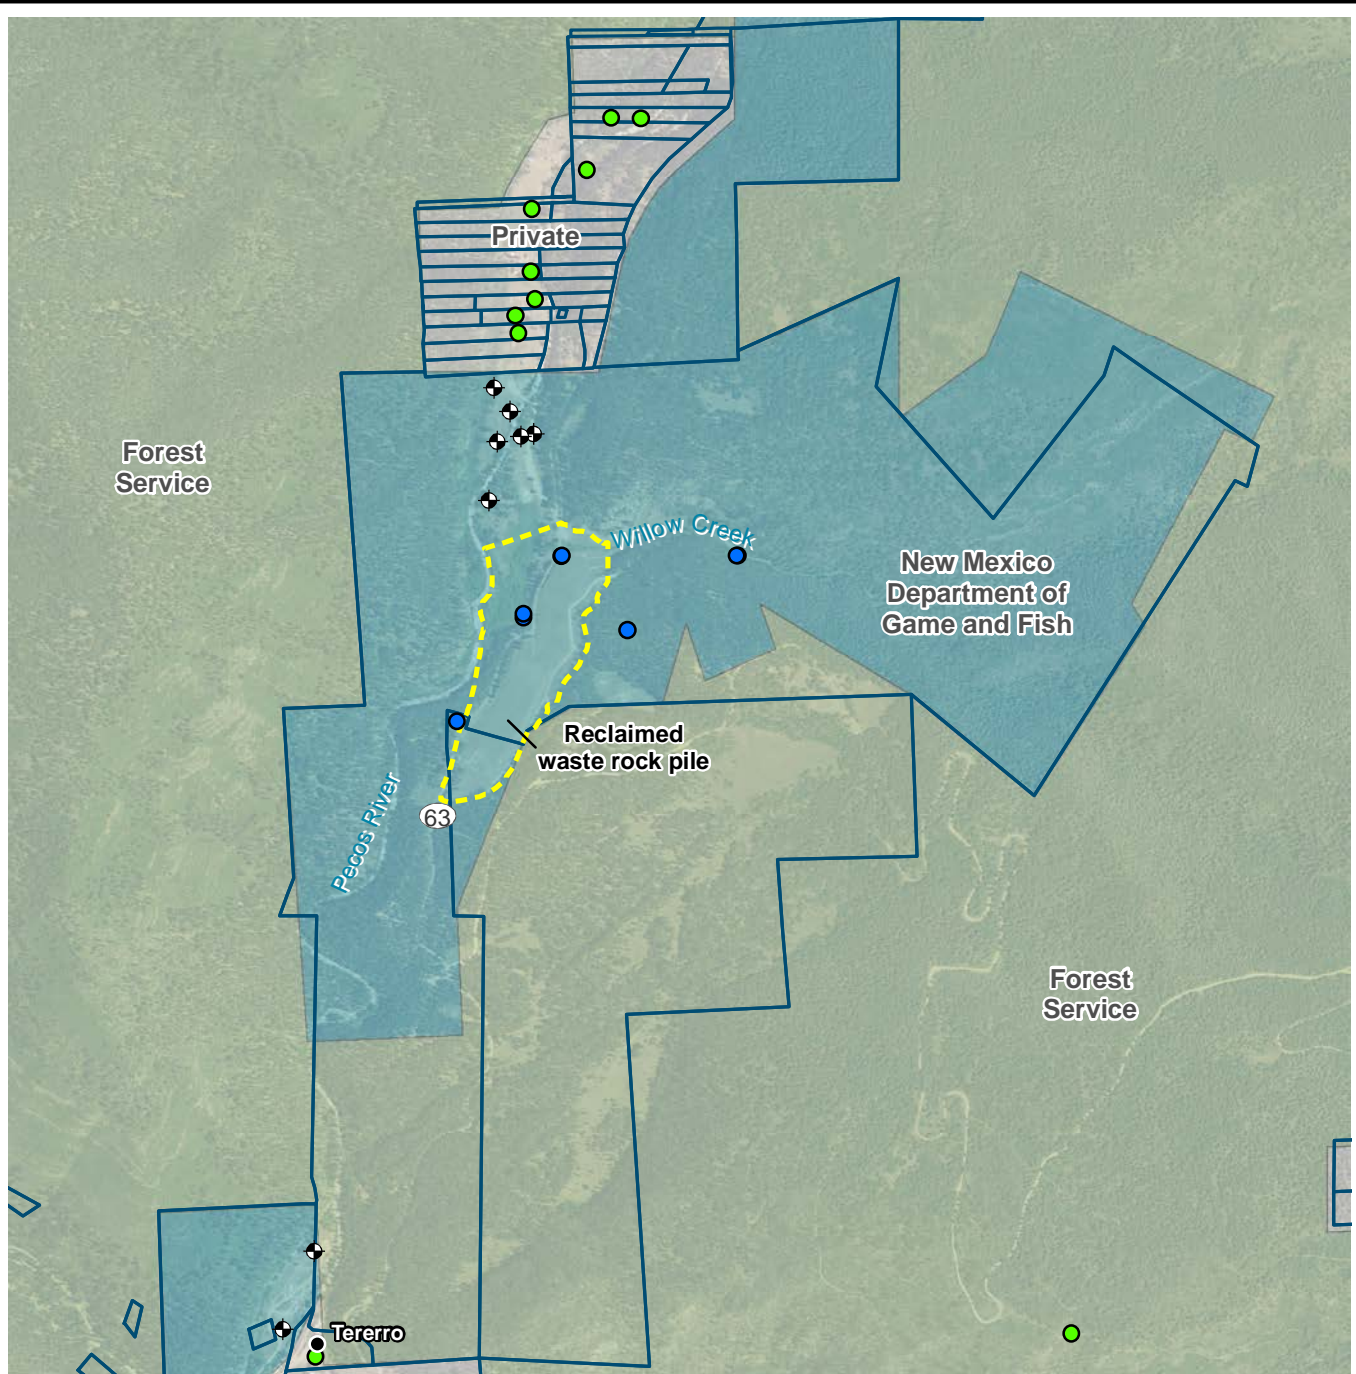 Private
Forest
Service
Willow Creek
New Mexico
Department of
Game and Fish
Reclaimed
waste rock pile
63
Pecos River
Forest
Service
Tererro